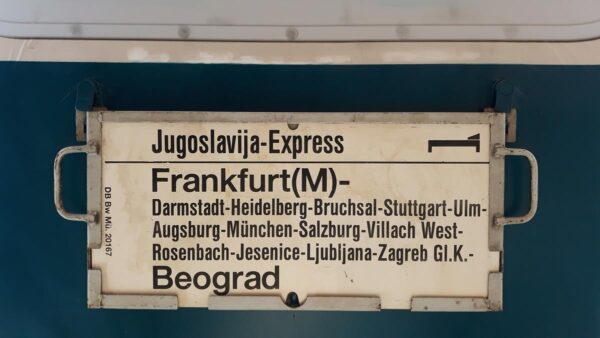 Jugoslavija-Express 1
Frankfurt(M)-
Darmstadt-Heidelberg-Bruchsal-Stuttgart-Ulm-
Augsburg-München-Salzburg-Villach West-
Rosenbach-Jesenice-Ljubljana-Zagreb Gl.K.-
Beograd
DB Bw Mü. 20167